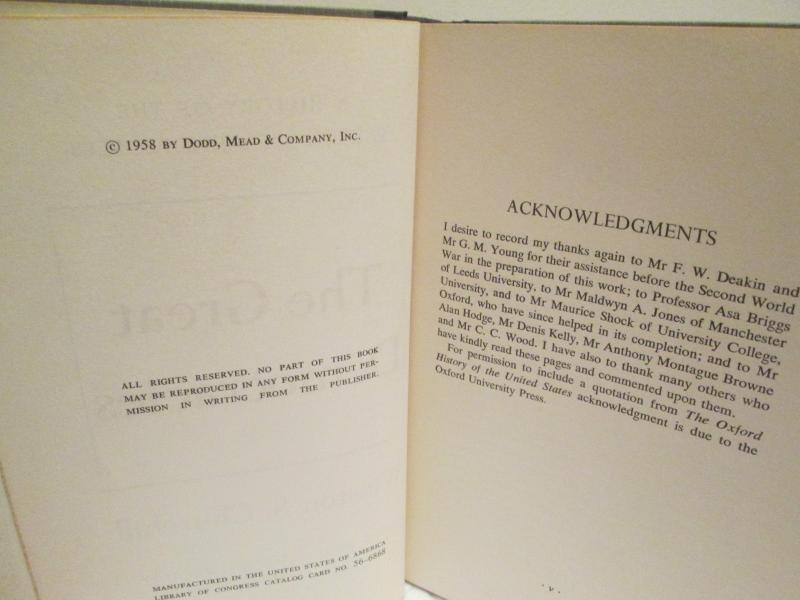 © 1958 BY DODD, MEAD & COMPANY, INC.
ALL RIGHTS RESERVED. NO PART OF THIS BOOK
MAY BE REPRODUCED IN ANY FORM WITHOUT PER-
MISSION IN WRITING FROM THE PUBLISHER.
MANUFACTURED IN THE UNITED STATES OF AMERICA
LIBRARY OF CONGRESS CATALOG CARD NO. 56-6868
ACKNOWLEDGMENTS
I desire to record my thanks again to Mr F. W. Deakin and
Mr G. M. Young for their assistance before the Second World
War in the preparation of this work; to Professor Asa Briggs
of Leeds University, to Mr Maldwyn A. Jones of Manchester
University, and to Mr Maurice Shock of University College,
Oxford, who have since helped in its completion; and to Mr
Alan Hodge, Mr Denis Kelly, Mr Anthony Montague Browne
and Mr C. C. Wood. I have also to thank many others who
have kindly read these pages and commented upon them.
For permission to include a quotation from The Oxford
History of the United States acknowledgment is due to the
Oxford University Press.
· v ·